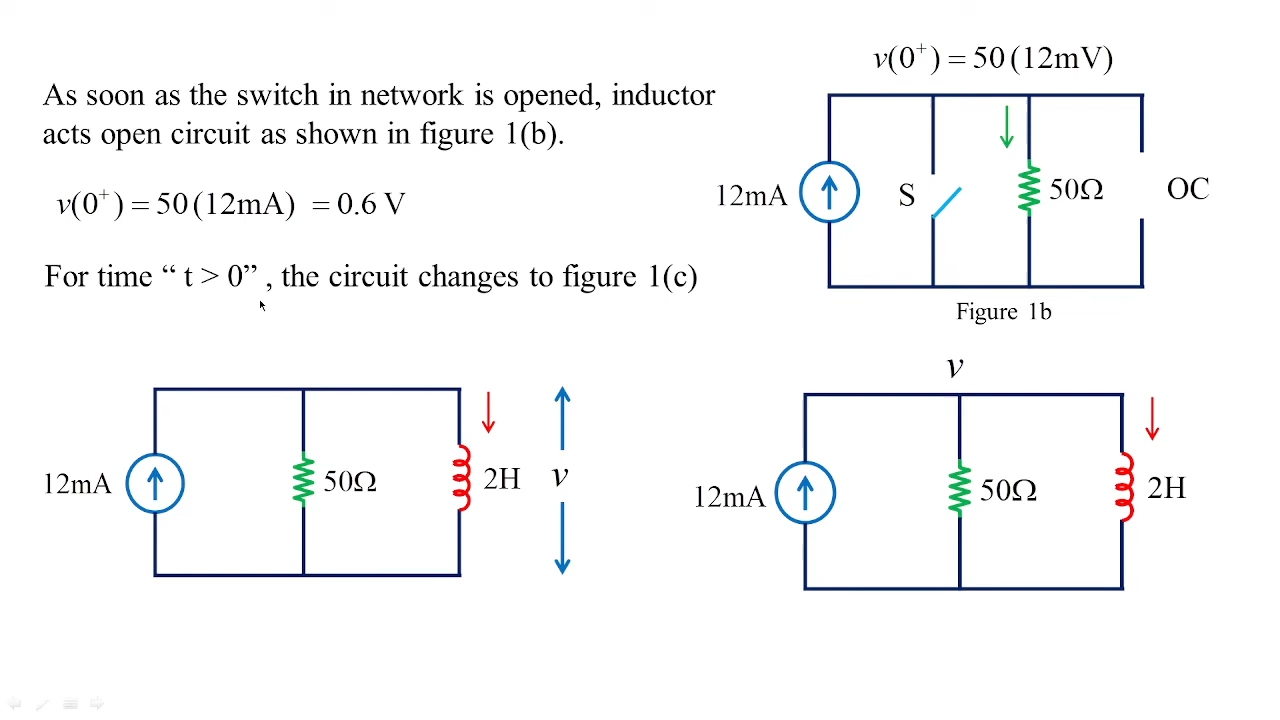 v(0⁺) = 50(12mV)
As soon as the switch in network is opened, inductor
acts open circuit as shown in figure 1(b).
v(0⁺) = 50(12mA) = 0.6 V
For time “ t > 0” , the circuit changes to figure 1(c)
12mA
S
50Ω
OC
Figure 1b
12mA
50Ω
2H
v
v
12mA
50Ω
2H